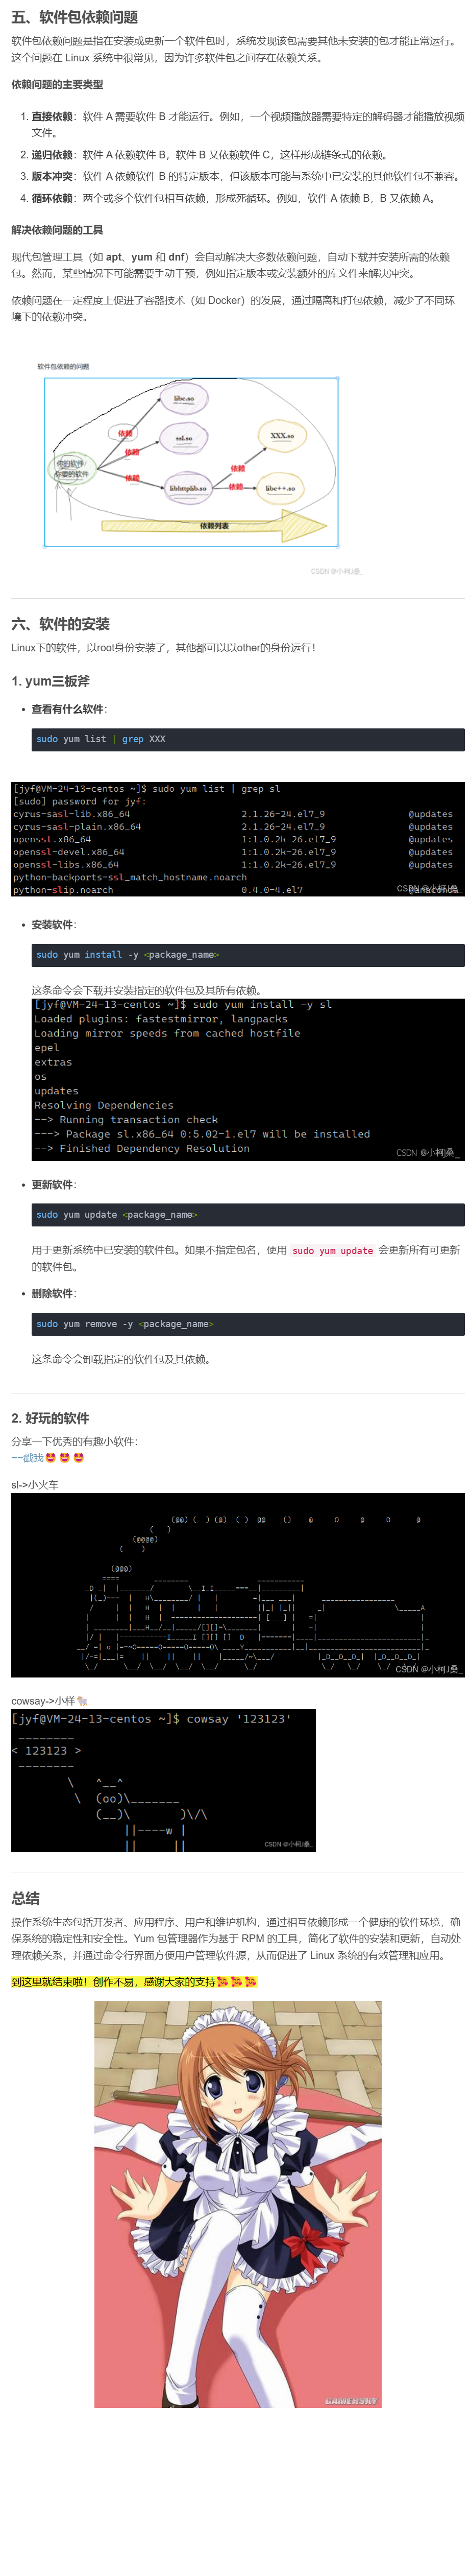 五、软件包依赖问题
软件包依赖问题是指在安装或更新一个软件包时，系统发现该包需要其他未安装的包才能正常运行。
这个问题在 Linux 系统中很常见，因为许多软件包之间存在依赖关系。
依赖问题的主要类型
1. 直接依赖：软件 A 需要软件 B 才能运行。例如，一个视频播放器需要特定的解码器才能播放视频
文件。
2. 递归依赖：软件 A 依赖软件 B，软件 B 又依赖软件 C，这样形成链条式的依赖。
3. 版本冲突：软件 A 依赖软件 B 的特定版本，但该版本可能与系统中已安装的其他软件包不兼容。
4. 循环依赖：两个或多个软件包相互依赖，形成死循环。例如，软件 A 依赖 B，B 又依赖 A。
解决依赖问题的工具
现代包管理工具（如 apt、yum 和 dnf）会自动解决大多数依赖问题，自动下载并安装所需的依赖
包。然而，某些情况下可能需要手动干预，例如指定版本或安装额外的库文件来解决冲突。
依赖问题在一定程度上促进了容器技术（如 Docker）的发展，通过隔离和打包依赖，减少了不同环
境下的依赖冲突。
软件包依赖的问题
libc.so
依赖
ssl.so
XXX.so
依赖
依赖
依赖
libhttplib.so
依赖
libc++.so
依赖列表
CSDN @小柯J桑_
六、软件的安装
Linux下的软件，以root身份安装了，其他都可以以other的身份运行！
1. yum三板斧
查看有什么软件：
sudo yum list | grep XXX
[jyf@VM-24-13-centos ~]$ sudo yum list | grep sl
[sudo] password for jyf:
cyrus-sasl-lib.x86_64 2.1.26-24.el7_9 @updates
cyrus-sasl-plain.x86_64 2.1.26-24.el7_9 @updates
openssl.x86_64 1:1.0.2k-26.el7_9 @updates
openssl-devel.x86_64 1:1.0.2k-26.el7_9 @updates
openssl-libs.x86_64 1:1.0.2k-26.el7_9 @updates
python-backports-ssl_match_hostname.noarch
python-slip.noarch 0.4.0-4.el7 @anaconda
CSDN @小柯J桑_
安装软件：
sudo yum install -y <package_name>
这条命令会下载并安装指定的软件包及其所有依赖。
[jyf@VM-24-13-centos ~]$ sudo yum install -y sl
Loaded plugins: fastestmirror, langpacks
Loading mirror speeds from cached hostfile
epel
extras
os
updates
Resolving Dependencies
--> Running transaction check
---> Package sl.x86_64 0:5.02-1.el7 will be installed
--> Finished Dependency Resolution
CSDN @小柯J桑_
更新软件：
sudo yum update <package_name>
用于更新系统中已安装的软件包。如果不指定包名，使用 sudo yum update 会更新所有可更新
的软件包。
删除软件：
sudo yum remove -y <package_name>
这条命令会卸载指定的软件包及其依赖。
2. 好玩的软件
分享一下优秀的有趣小软件：
~~戳我🤩🤩🤩
sl->小火车
CSDN @小柯J桑_
cowsay->小样🐂
[jyf@VM-24-13-centos ~]$ cowsay '123123'
< 123123 >
CSDN @小柯J桑_
总结
操作系统生态包括开发者、应用程序、用户和维护机构，通过相互依赖形成一个健康的软件环境，确
保系统的稳定性和安全性。Yum 包管理器作为基于 RPM 的工具，简化了软件的安装和更新，自动处
理依赖关系，并通过命令行界面方便用户管理软件源，从而促进了 Linux 系统的有效管理和应用。
到这里就结束啦！创作不易，感谢大家的支持🥰🥰🥰